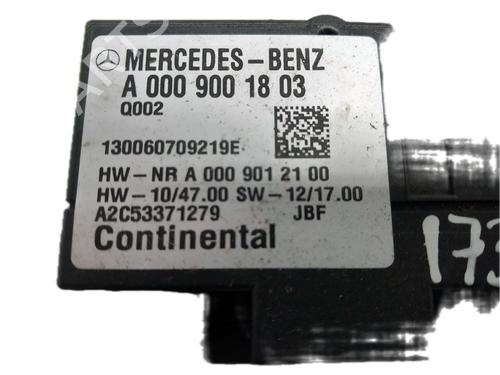 MERCEDES-BENZ
A 000 900 18 03
Q002
130060709219E
HW-NR A 000 901 21 00
HW-10/47.00 SW-12/17.00
A2C53371279 JBF
Continental
173